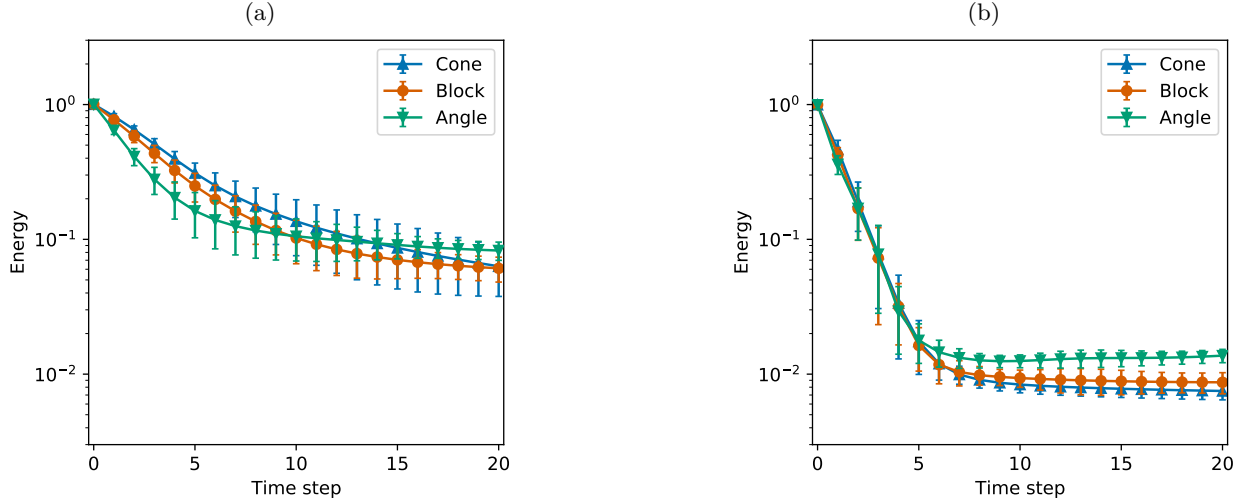 (a)
10^0
10^-1
10^-2
Energy
0 5 10 15 20
Time step
Cone
Block
Angle
(b)
10^0
10^-1
10^-2
Energy
0 5 10 15 20
Time step
Cone
Block
Angle